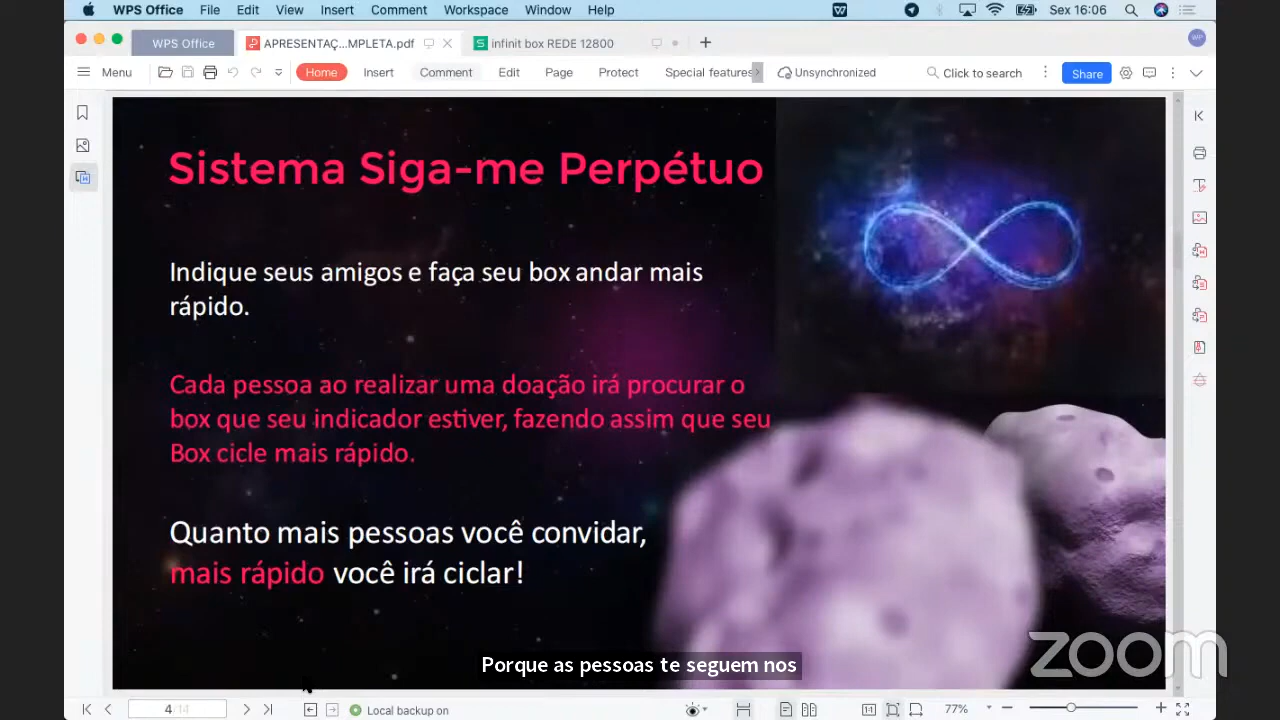 WPS Office File Edit View Insert Comment Workspace Window Help Sex 16:06
WPS Office APRESENTAÇ...MPLETA.pdf infinit box REDE 12800 WP
Menu Home Insert Comment Edit Page Protect Special features Unsynchronized Click to search Share
Sistema Siga-me Perpétuo
Indique seus amigos e faça seu box andar mais
rápido.
Cada pessoa ao realizar uma doação irá procurar o
box que seu indicador estiver, fazendo assim que seu
Box cicle mais rápido.
Quanto mais pessoas você convidar,
mais rápido você irá ciclar!
Porque as pessoas te seguem nos
zoom
4/14 Local backup on 77%